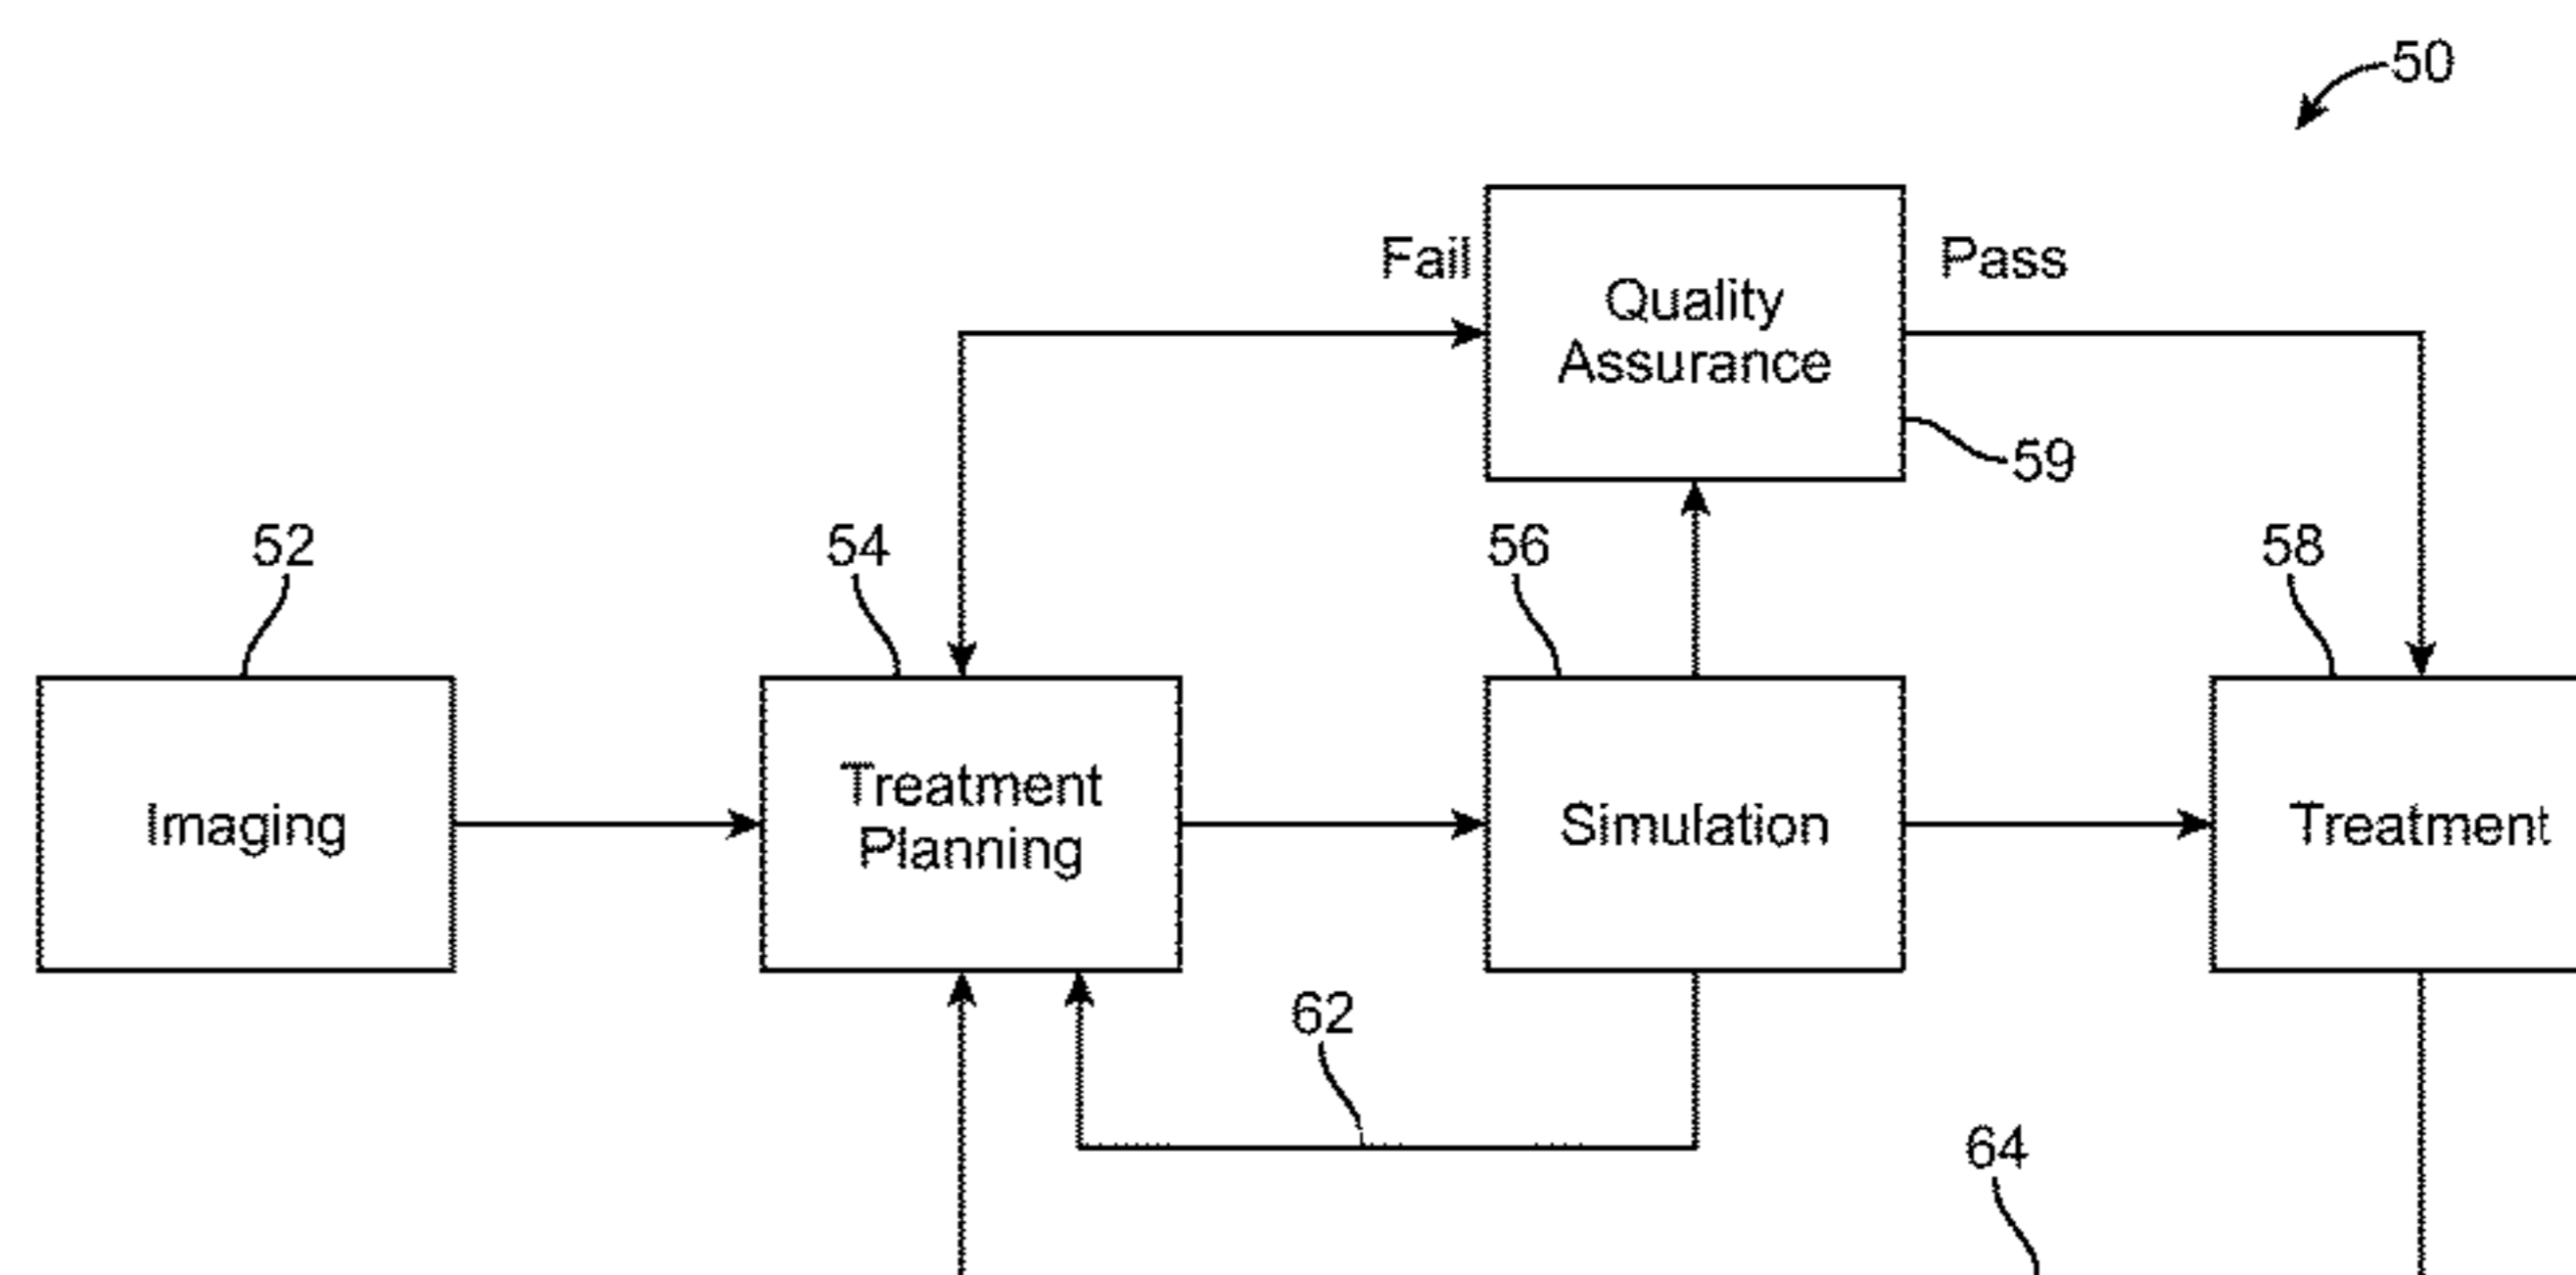 50
Fail
Pass
Quality
Assurance
59
52
54
56
58
Imaging
Treatment
Planning
Simulation
Treatment
62
64